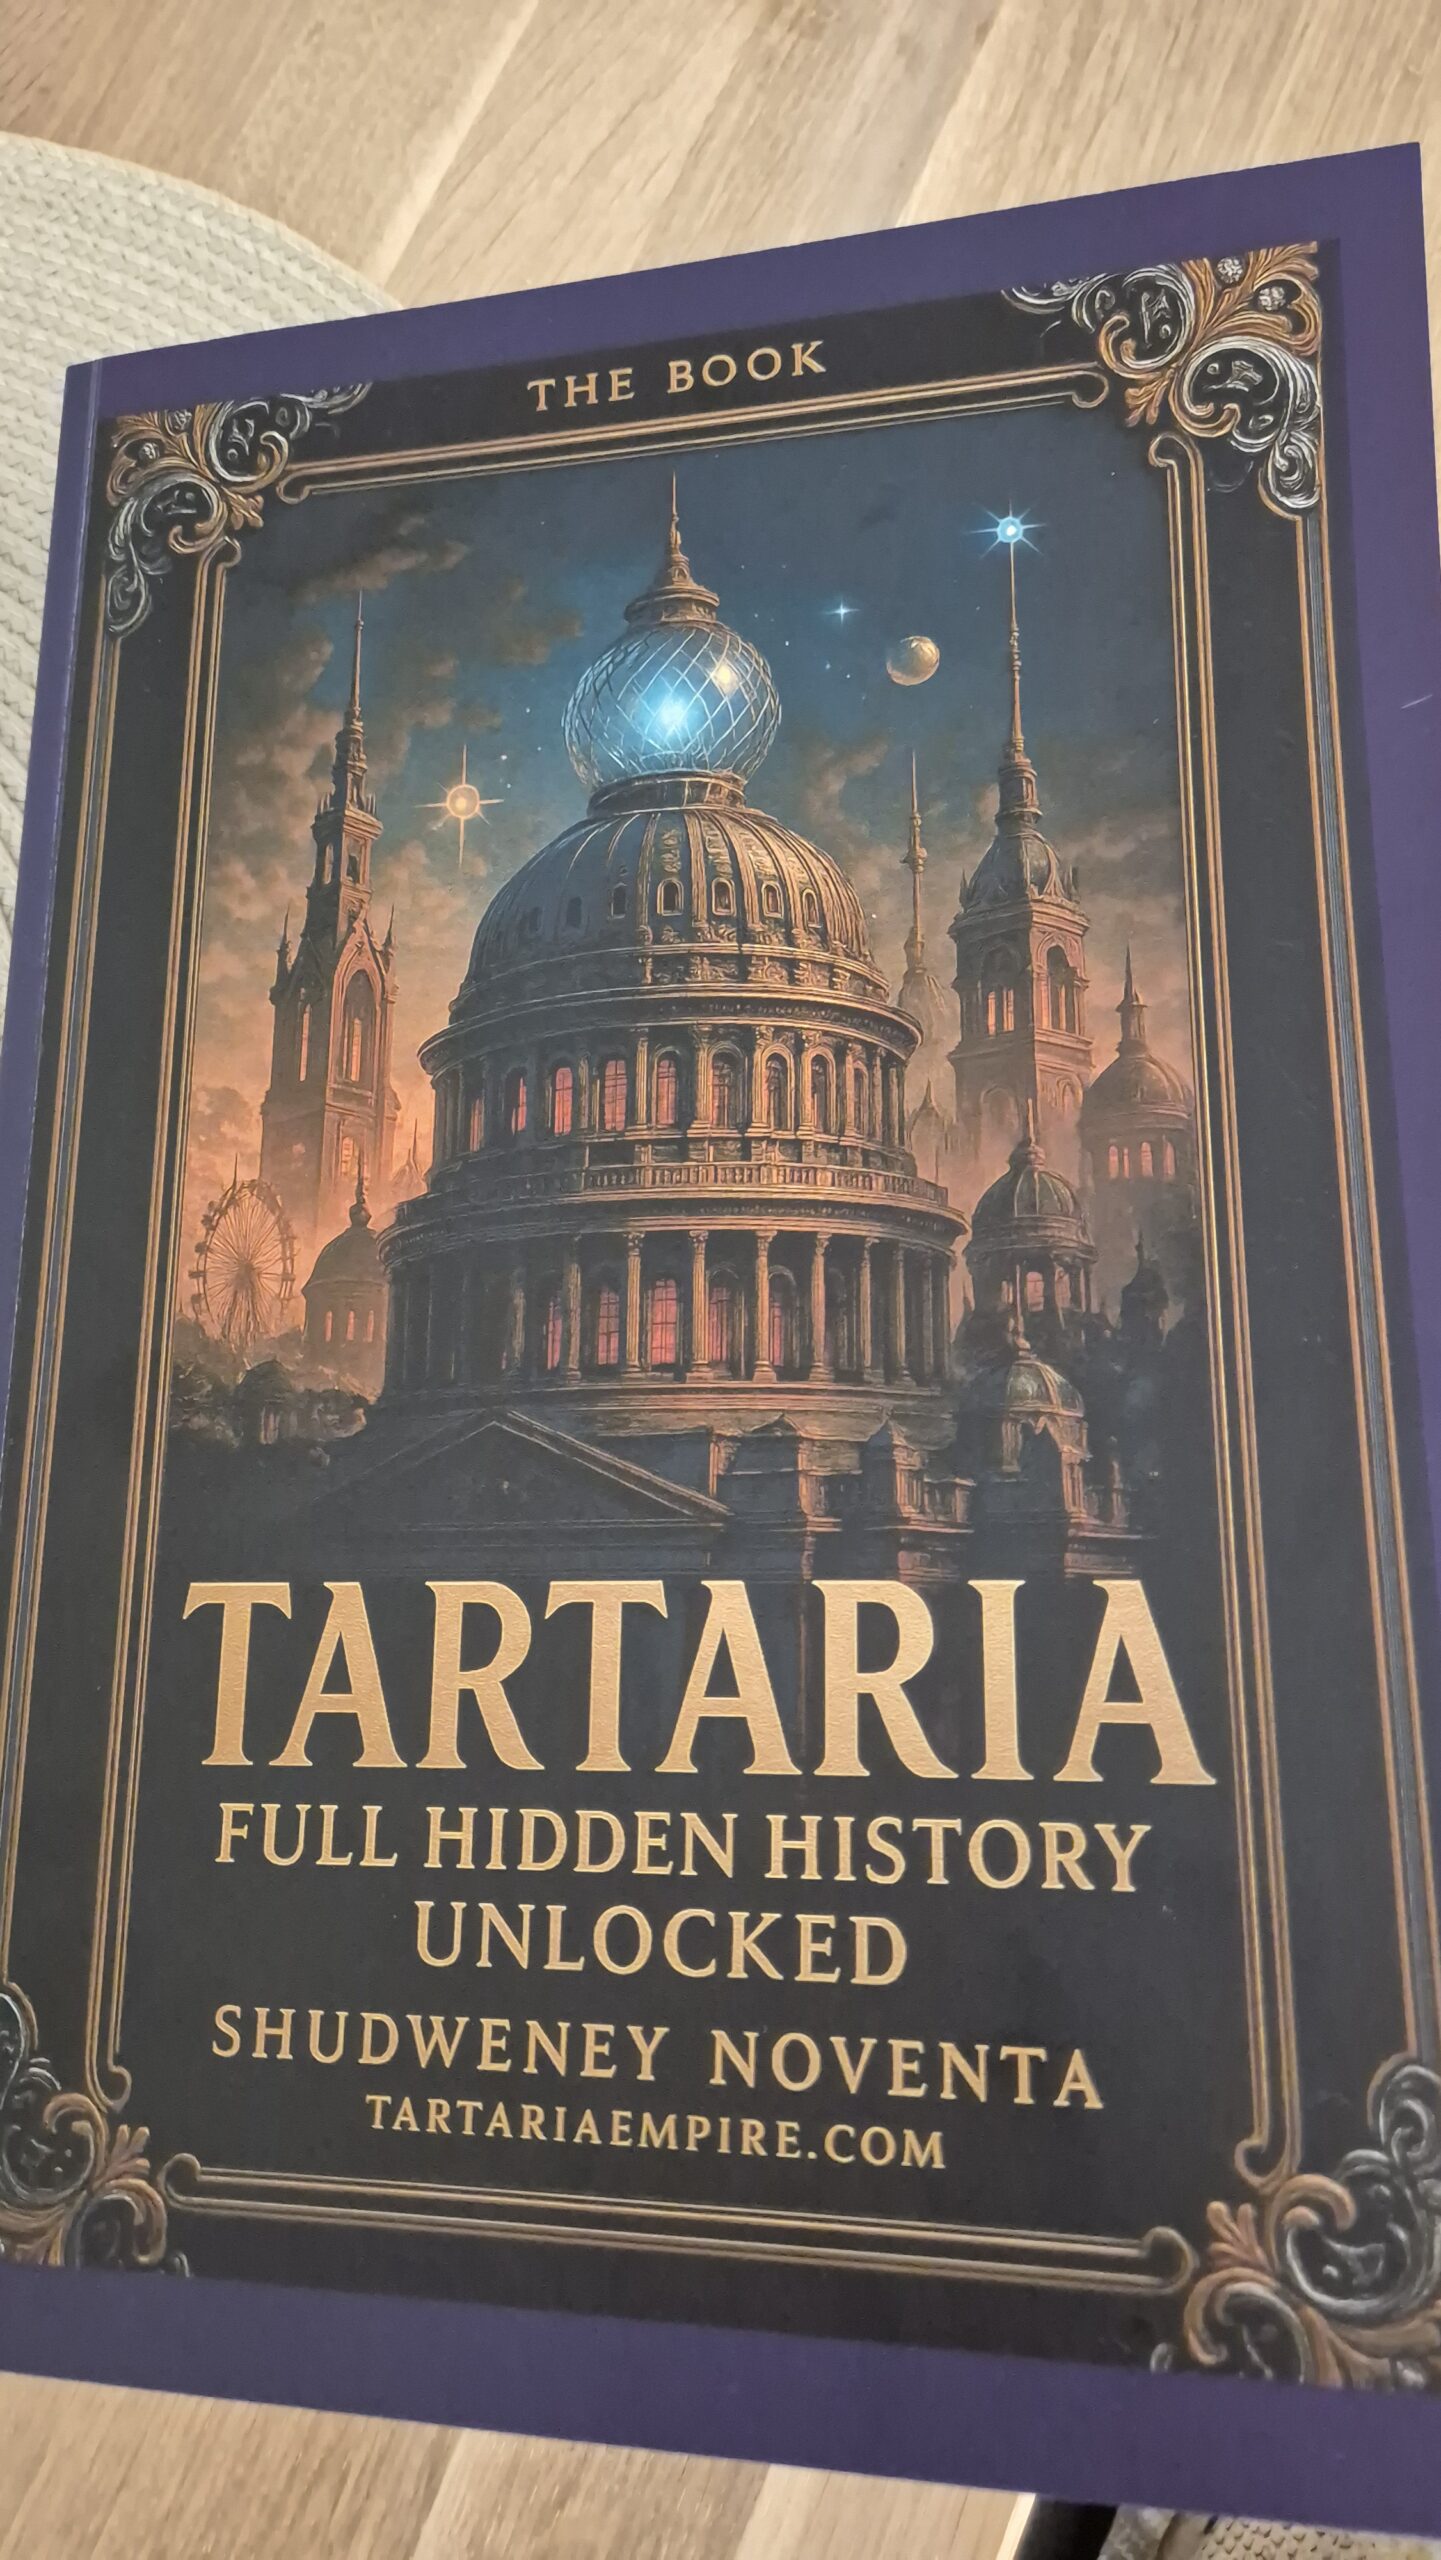 THE BOOK
TARTARIA
FULL HIDDEN HISTORY
UNLOCKED
SHUDWENEY NOVENTA
TARTARIAEMPIRE.COM